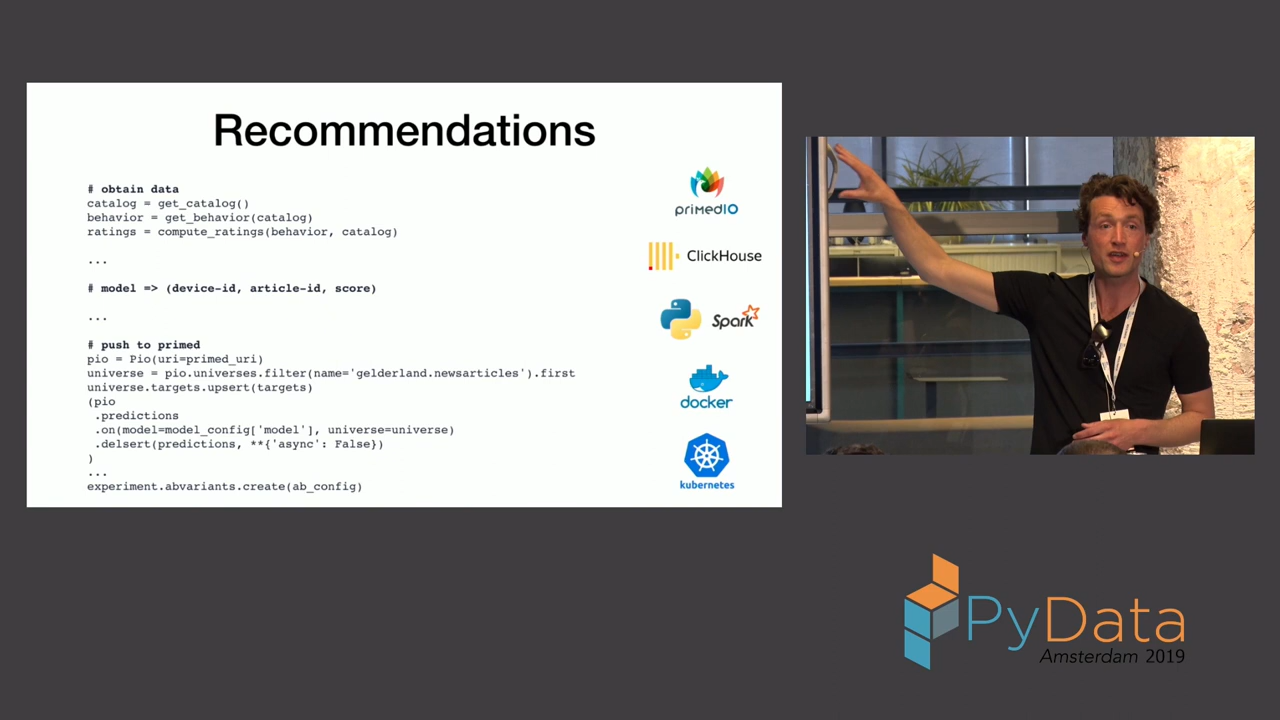 Recommendations
# obtain data
catalog = get_catalog()
behavior = get_behavior(catalog)
ratings = compute_ratings(behavior, catalog)
...
# model => (device-id, article-id, score)
...
# push to primed
pio = Pio(uri=primed_uri)
universe = pio.universes.filter(name='gelderland.newsarticles').first
universe.targets.upsert(targets)
(pio
.predictions
.on(model=model_config['model'], universe=universe)
.delsert(predictions, **{'async': False})
)
...
experiment.abvariants.create(ab_config)
primedIO
ClickHouse
Spark
docker
kubernetes
PyData
Amsterdam 2019